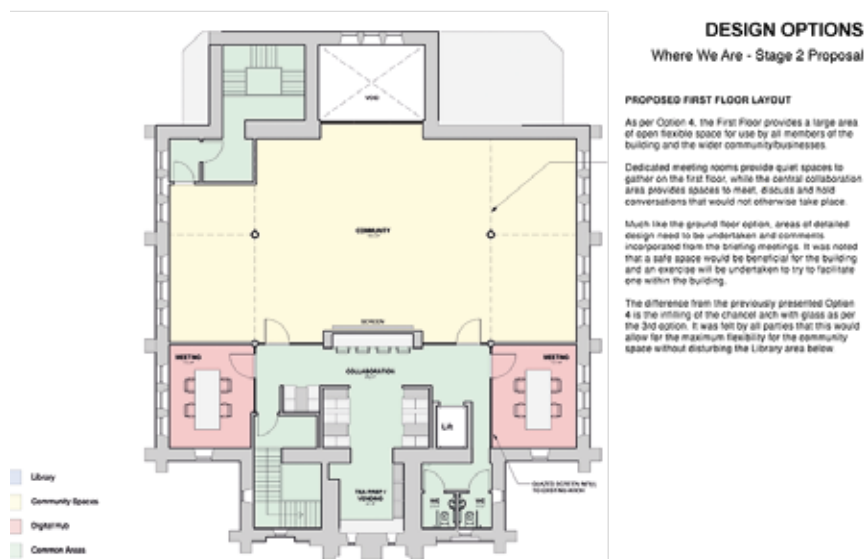 DESIGN OPTIONS
Where We Are - Stage 2 Proposal
PROPOSED FIRST FLOOR LAYOUT
As per Option 4, the First Floor provides a large area
of open flexible space for use by all members of the
building and the wider community/businesses.
Dedicated meeting rooms provide quiet spaces to
gather on the first floor, while the central collaboration
area provides spaces to meet, discuss and hold
conversations that would not otherwise take place.
Much like the ground floor option, areas of detailed
design need to be undertaken and comments
incorporated from the briefing meetings. It was noted
that a safe space would be beneficial for the building
and an exercise will be undertaken to try to facilitate
one within the building.
The difference from the previously presented Option
4 is the infilling of the chancel arch with glass as per
the 3rd option. It was felt by all parties that this would
allow for the maximum flexibility for the community
space without disturbing the Library area below.
VOID
COMMUNITY
SCREEN
MEETING
MEETING
COLLABORATION
Lift
TEA PREP /
VENDING
WC
WC
GLAZED SCREEN INFILL
TO EXISTING
Library
Community Spaces
Digital Hub
Common Areas